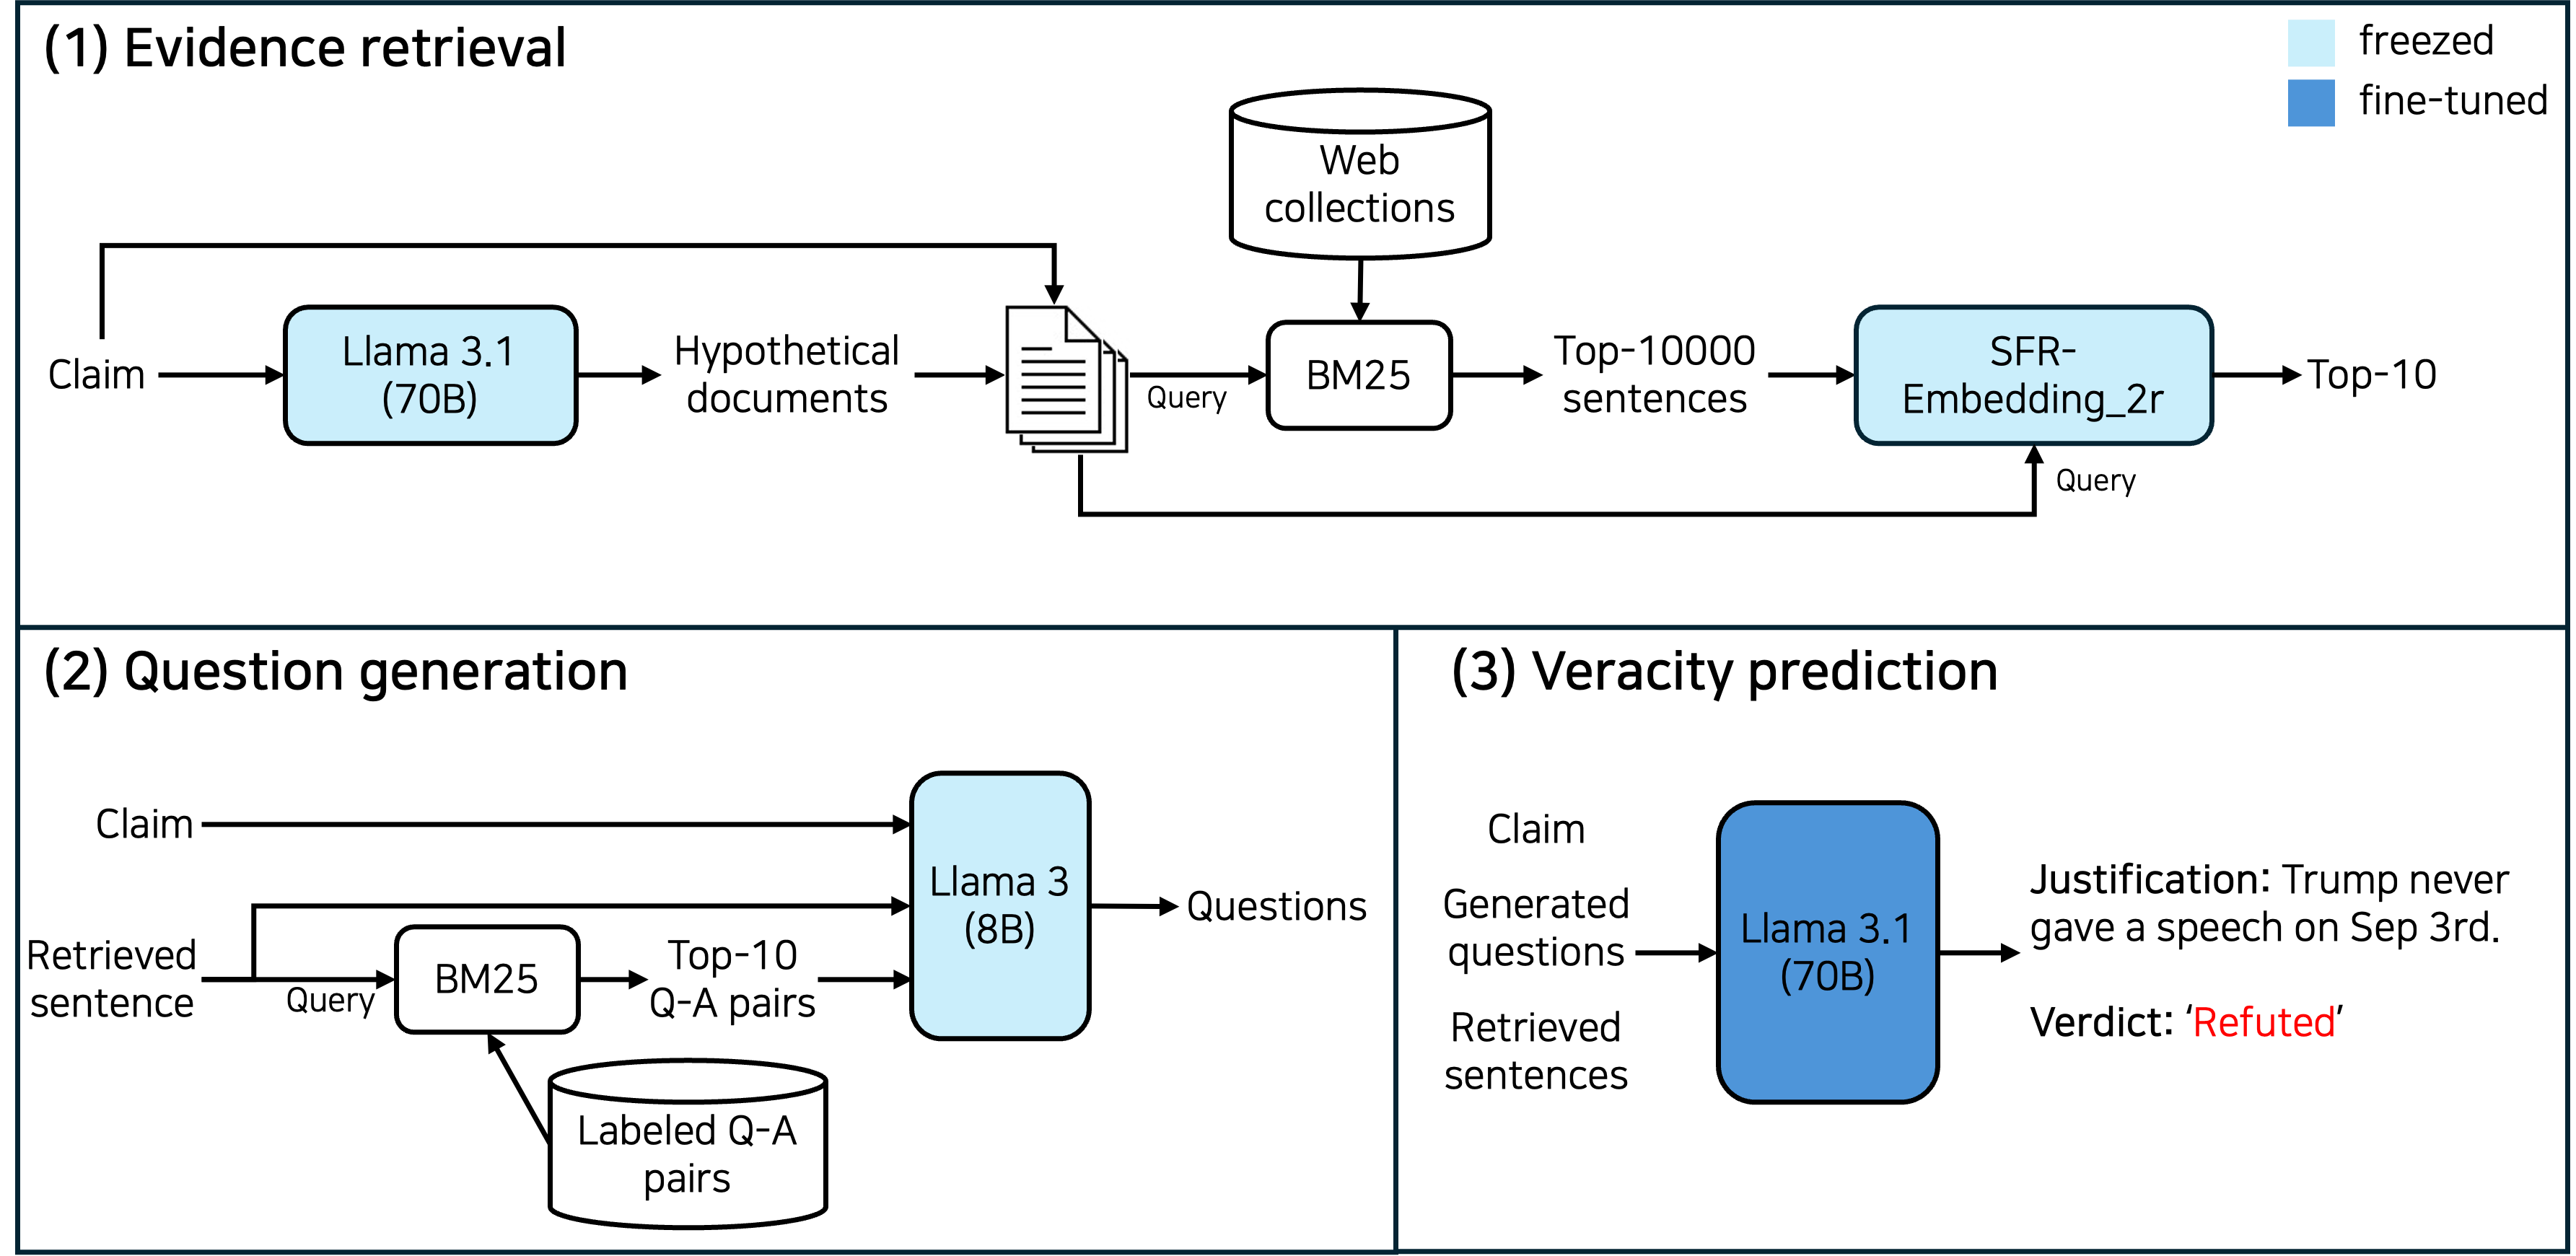 (1) Evidence retrieval
freezed
fine-tuned
Web
collections
Claim
Llama 3.1
(70B)
Hypothetical
documents
Query
BM25
Top-10000
sentences
SFR-
Embedding_2r
Top-10
Query
(2) Question generation
Claim
Retrieved
sentence
Query
BM25
Top-10
Q-A pairs
Labeled Q-A
pairs
Llama 3
(8B)
Questions
(3) Veracity prediction
Claim
Generated
questions
Retrieved
sentences
Llama 3.1
(70B)
Justification: Trump never
gave a speech on Sep 3rd.
Verdict: ‘Refuted’